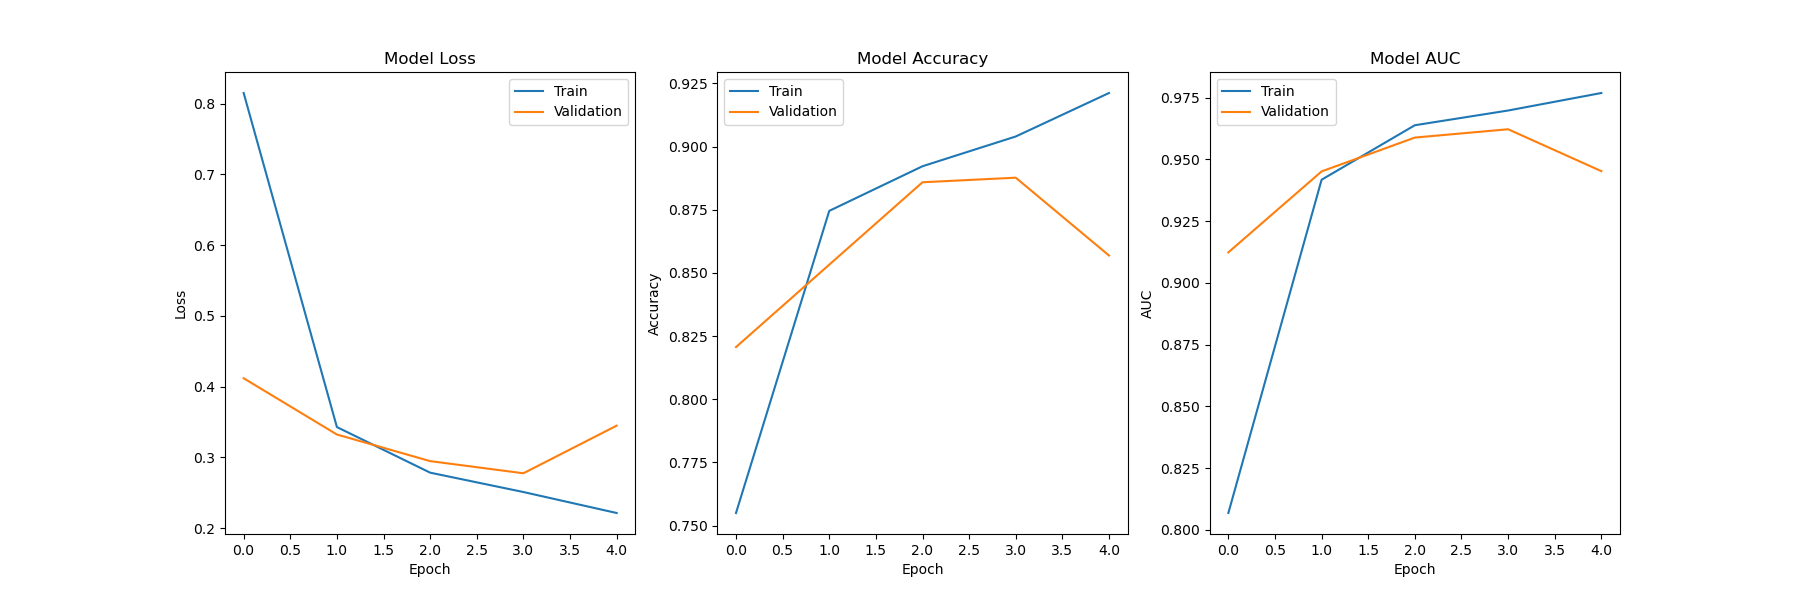 Model Loss
Train
Validation
0.8
0.7
0.6
0.5
0.4
0.3
0.2
Loss
0.0 0.5 1.0 1.5 2.0 2.5 3.0 3.5 4.0
Epoch
Model Accuracy
Train
Validation
0.925
0.900
0.875
0.850
0.825
0.800
0.775
0.750
Accuracy
0.0 0.5 1.0 1.5 2.0 2.5 3.0 3.5 4.0
Epoch
Model AUC
Train
Validation
0.975
0.950
0.925
0.900
0.875
0.850
0.825
0.800
AUC
0.0 0.5 1.0 1.5 2.0 2.5 3.0 3.5 4.0
Epoch